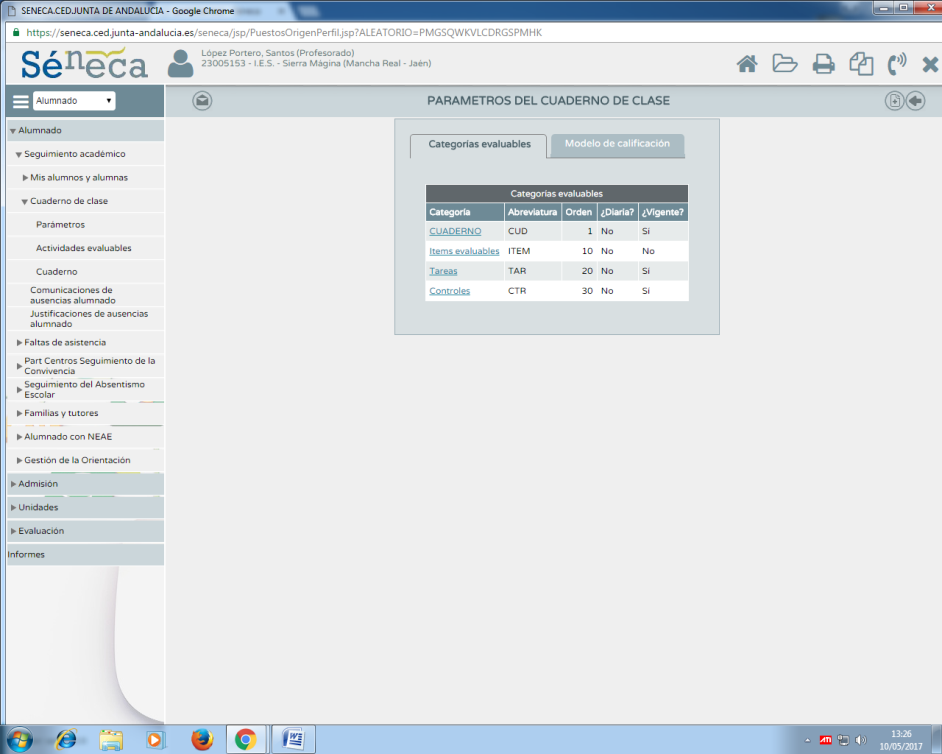 SENECA.CED.JUNTA DE ANDALUCIA - Google Chrome
https://seneca.ced.junta-andalucia.es/seneca/jsp/PuestosOrigenPerfil.jsp?ALEATORIO=PMGSQWKVLCDRGSPMHK
Séneca
López Portero, Santos (Profesorado)
23005153 - I.E.S. - Sierra Mágina (Mancha Real - Jaén)
Alumnado
PARAMETROS DEL CUADERNO DE CLASE
Alumnado
Seguimiento académico
Mis alumnos y alumnas
Cuaderno de clase
Parámetros
Actividades evaluables
Cuaderno
Comunicaciones de
ausencias alumnado
Justificaciones de ausencias
alumnado
Faltas de asistencia
Part Centros Seguimiento de la
Convivencia
Seguimiento del Absentismo
Escolar
Familias y tutores
Alumnado con NEAE
Gestión de la Orientación
Admisión
Unidades
Evaluación
Informes
Categorías evaluables Modelo de calificación
Categorías evaluables
Categoría Abreviatura Orden ¿Diaria? ¿Vigente?
CUADERNO CUD 1 No Sí
Items evaluables ITEM 10 No No
Tareas TAR 20 No Sí
Controles CTR 30 No Sí
ATI
13:26
10/05/2017